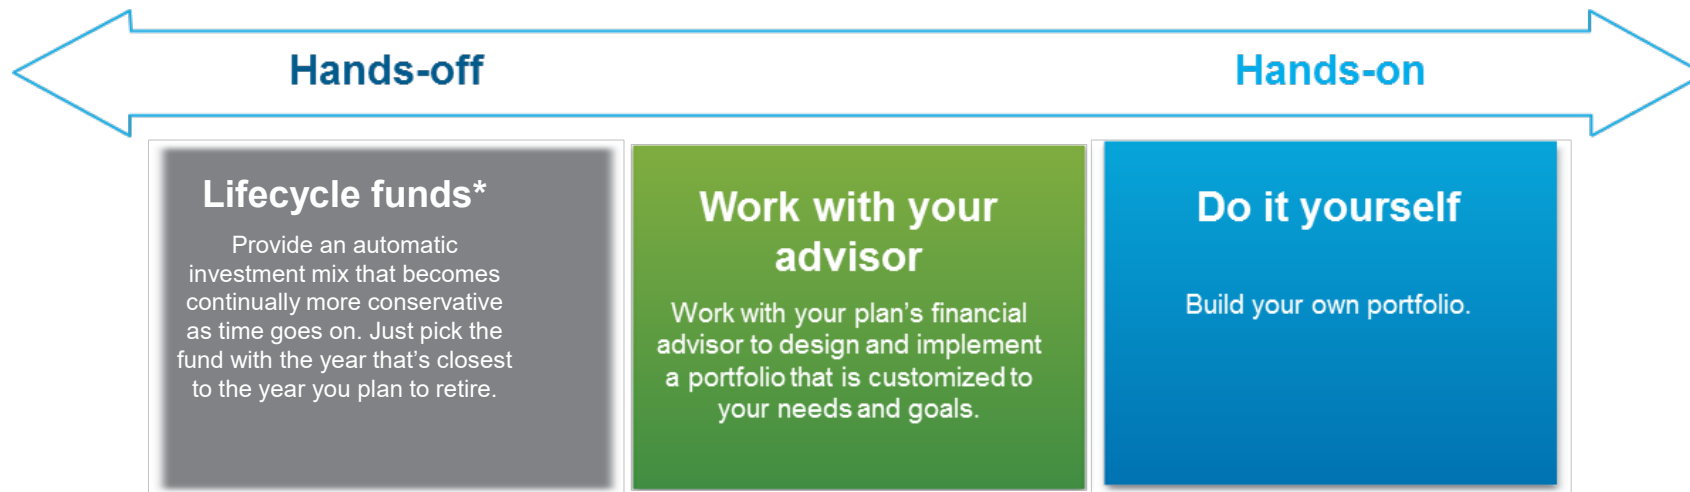 Hands-off
Hands-on
Lifecycle funds*
Provide an automatic
investment mix that becomes
continually more conservative
as time goes on. Just pick the
fund with the year that’s closest
to the year you plan to retire.
Work with your
advisor
Work with your plan’s financial
advisor to design and implement
a portfolio that is customized to
your needs and goals.
Do it yourself
Build your own portfolio.